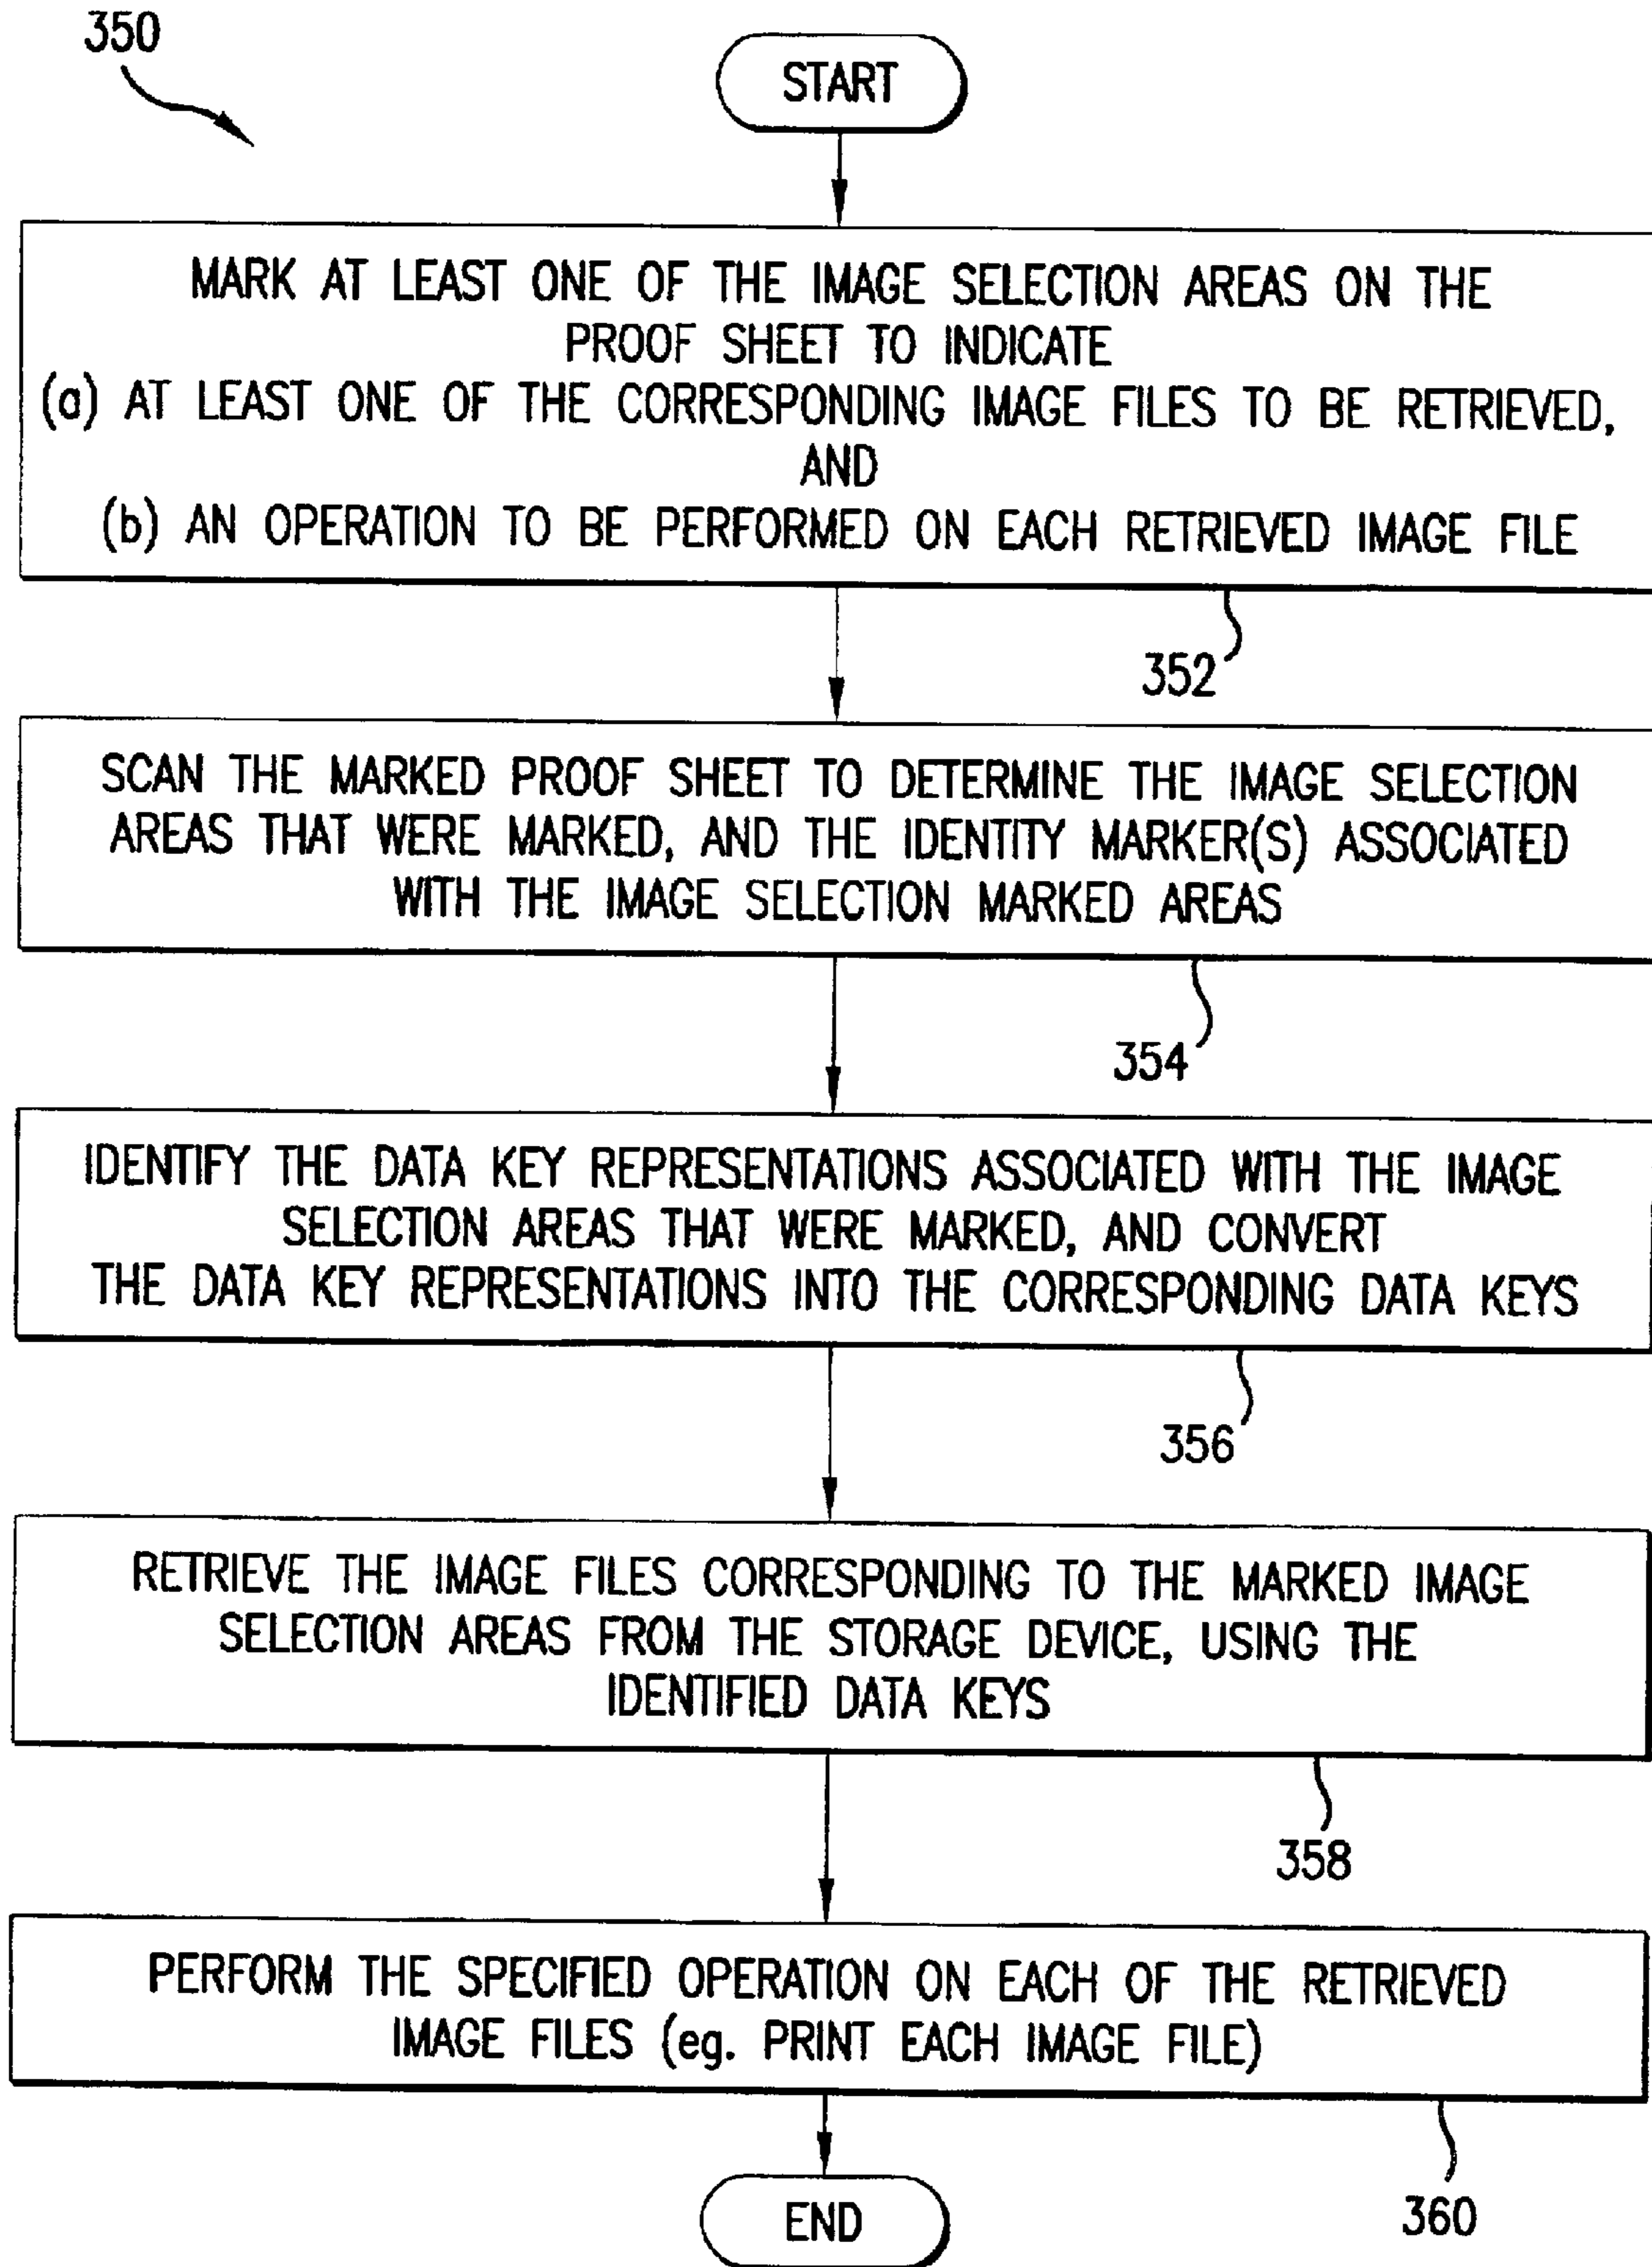 350
START
MARK AT LEAST ONE OF THE IMAGE SELECTION AREAS ON THE
PROOF SHEET TO INDICATE
(a) AT LEAST ONE OF THE CORRESPONDING IMAGE FILES TO BE RETRIEVED,
AND
(b) AN OPERATION TO BE PERFORMED ON EACH RETRIEVED IMAGE FILE
352
SCAN THE MARKED PROOF SHEET TO DETERMINE THE IMAGE SELECTION
AREAS THAT WERE MARKED, AND THE IDENTITY MARKER(S) ASSOCIATED
WITH THE IMAGE SELECTION MARKED AREAS
354
IDENTIFY THE DATA KEY REPRESENTATIONS ASSOCIATED WITH THE IMAGE
SELECTION AREAS THAT WERE MARKED, AND CONVERT
THE DATA KEY REPRESENTATIONS INTO THE CORRESPONDING DATA KEYS
356
RETRIEVE THE IMAGE FILES CORRESPONDING TO THE MARKED IMAGE
SELECTION AREAS FROM THE STORAGE DEVICE, USING THE
IDENTIFIED DATA KEYS
358
PERFORM THE SPECIFIED OPERATION ON EACH OF THE RETRIEVED
IMAGE FILES (eg. PRINT EACH IMAGE FILE)
360
END